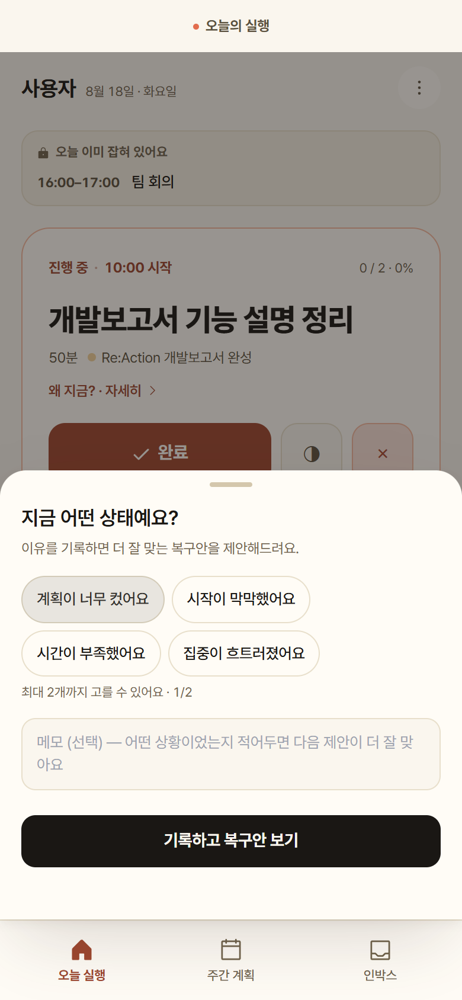 오늘의 실행
사용자 8월 18일 · 화요일
오늘 이미 잡혀 있어요
16:00–17:00 팀 회의
진행 중 · 10:00 시작 0 / 2 · 0%
개발보고서 기능 설명 정리
50분 Re:Action 개발보고서 완성
왜 지금? · 자세히
완료
지금 어떤 상태예요?
이유를 기록하면 더 잘 맞는 복구안을 제안해드려요.
계획이 너무 컸어요 시작이 막막했어요
시간이 부족했어요 집중이 흐트러졌어요
최대 2개까지 고를 수 있어요 · 1/2
메모 (선택) — 어떤 상황이었는지 적어두면 다음 제안이 더 잘 맞
아요
기록하고 복구안 보기
오늘 실행 주간 계획 인박스